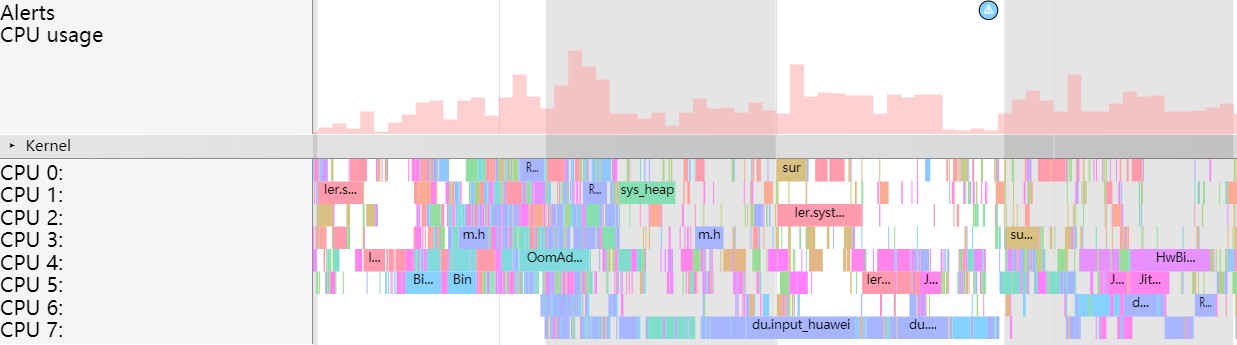 Alerts
CPU usage
Kernel
CPU 0: R... sur
CPU 1: ler.s... R... sys_heap
CPU 2: ler.syst...
CPU 3: m.h m.h su...
CPU 4: l... OomAd... HwBi...
CPU 5: Bi... Bin ler... J... J... Jit...
CPU 6: d... R...
CPU 7: du.input_huawei du....